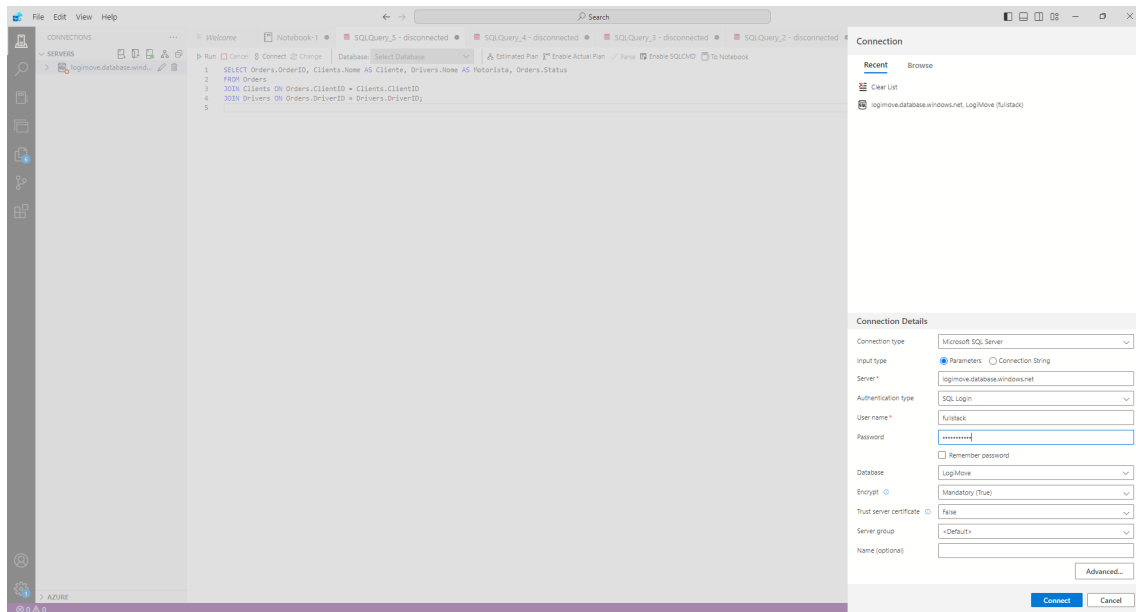 File Edit View Help
Search
CONNECTIONS
SERVERS
logimove.database.wind...
AZURE
Welcome
Notebook-1
SQLQuery_5 - disconnected
SQLQuery_4 - disconnected
SQLQuery_3 - disconnected
SQLQuery_2 - disconnected
Run Cancel Connect Change Database: Select Database Estimated Plan Enable Actual Plan Parse Enable SQLCMD To Notebook
1 SELECT Orders.OrderID, Clients.Name AS Cliente, Drivers.Name AS Motorista, Orders.Status
2 FROM Orders
3 JOIN Clients ON Orders.ClientID = Clients.ClientID
4 JOIN Drivers ON Orders.DriverID = Drivers.DriverID;
5
0 0
Connection
Recent Browse
Clear List
logimove.database.windows.net, LogiMove (fullstack)
Connection Details
Connection type Microsoft SQL Server
Input type Parameters Connection String
Server* logimove.database.windows.net
Authentication type SQL Login
User name* fullstack
Password •••••••••••
Remember password
Database LogiMove
Encrypt Mandatory (True)
Trust server certificate False
Server group <Default>
Name (optional)
Advanced...
Connect Cancel